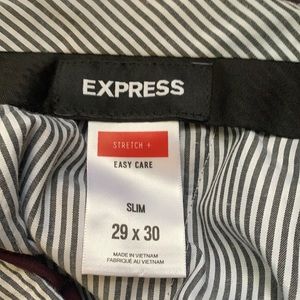 EXPRESS
STRETCH +
EASY CARE
SLIM
29 x 30
MADE IN VIETNAM
FABRIQUÉ AU VIETNAM